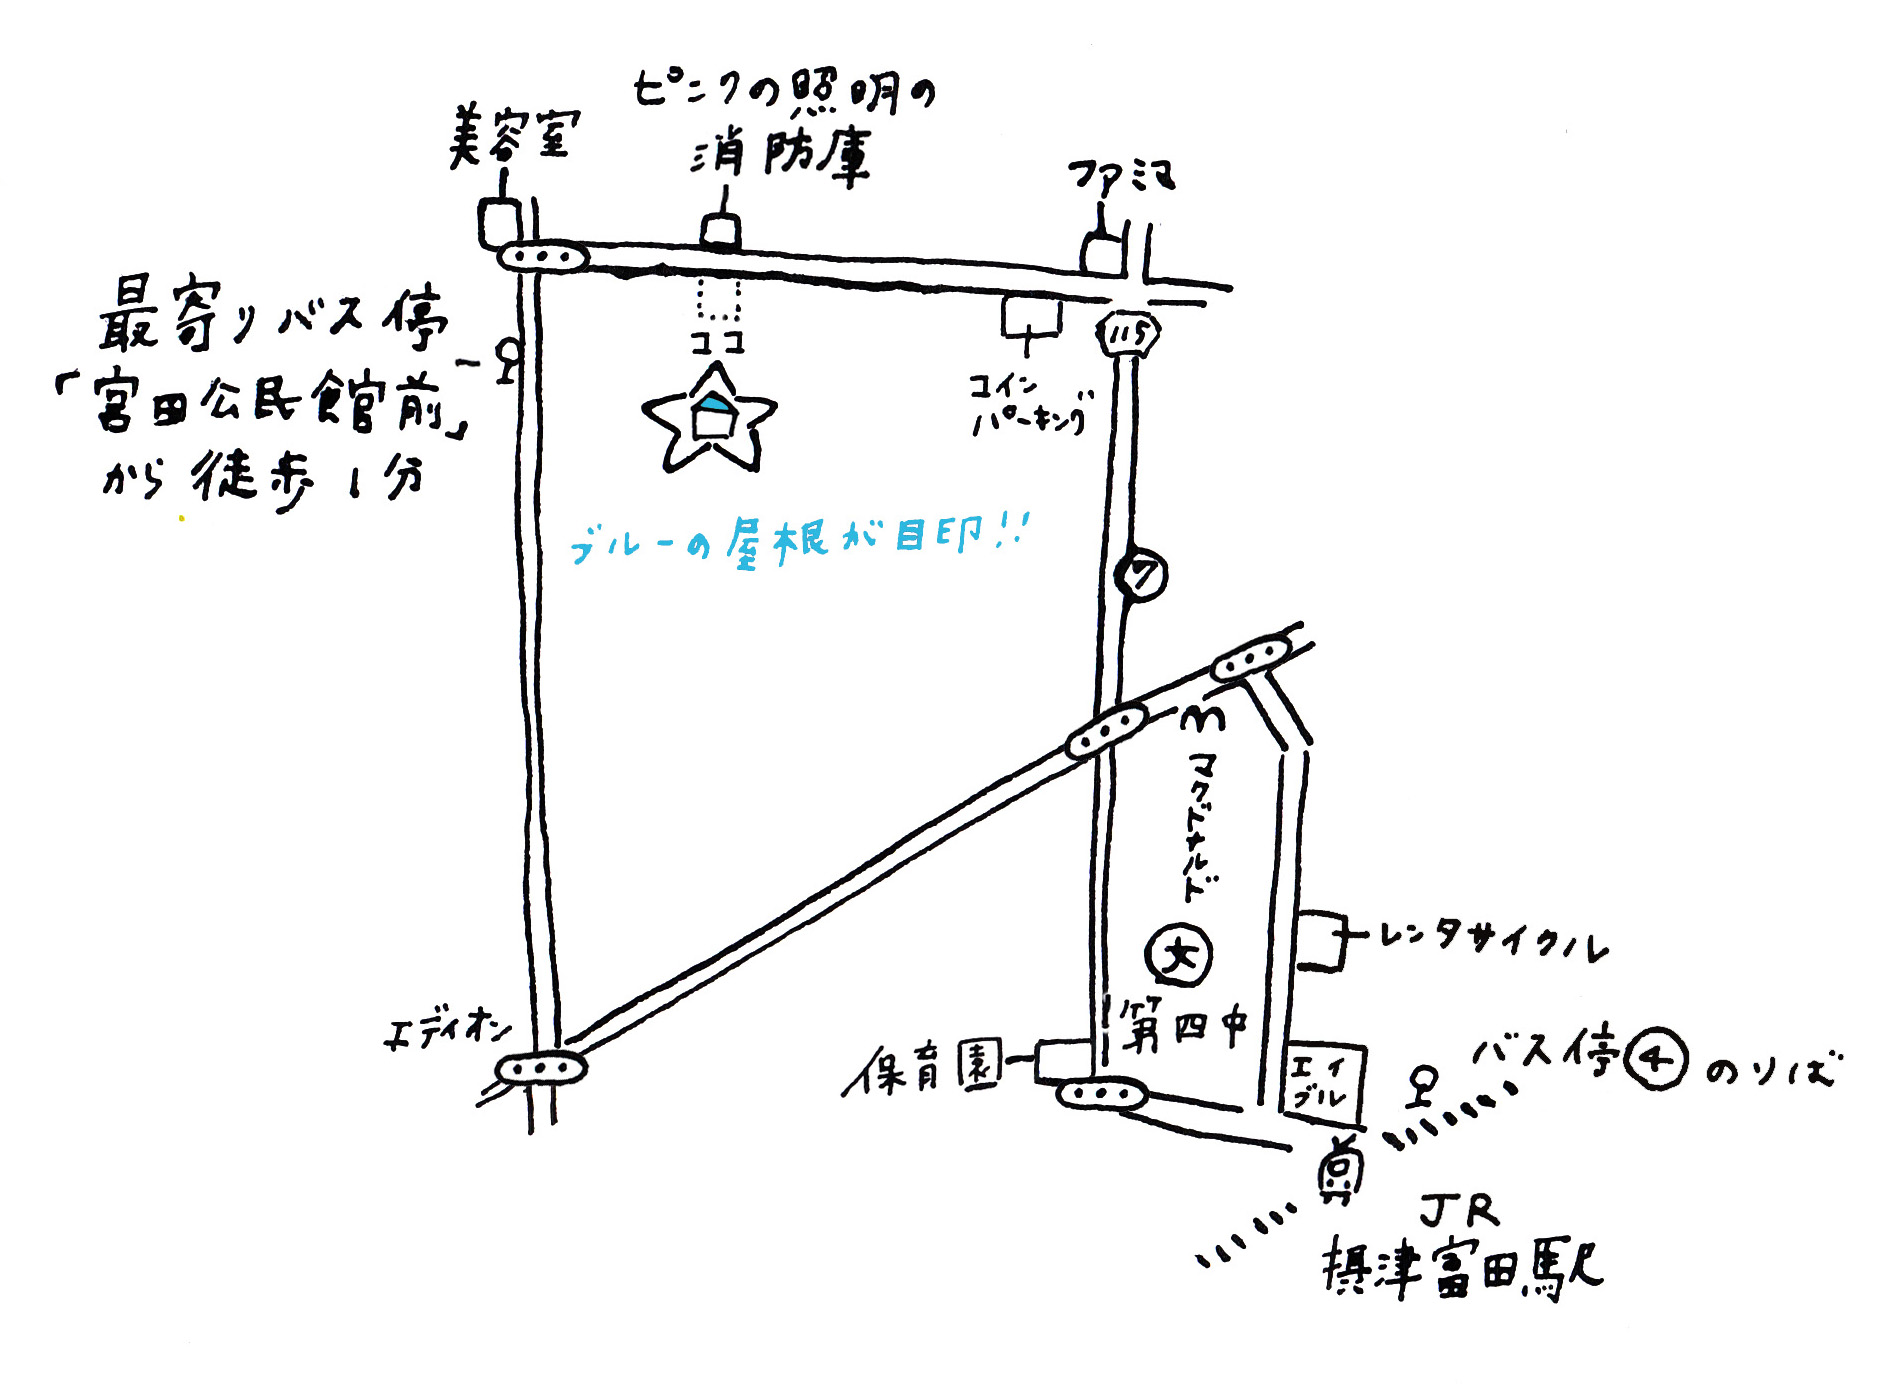 ピンクの照明の
消防庫
美容室
ファミマ
最寄りバス停
「宮田公民館前」
から徒歩1分
ココ
115
コイン
パーキング
ブルーの屋根が目印!!
ワ
マクドナルド
文
第四中
レンタサイクル
エディオン
保育園
エイ
ブル
バス停④のりば
JR
摂津富田駅